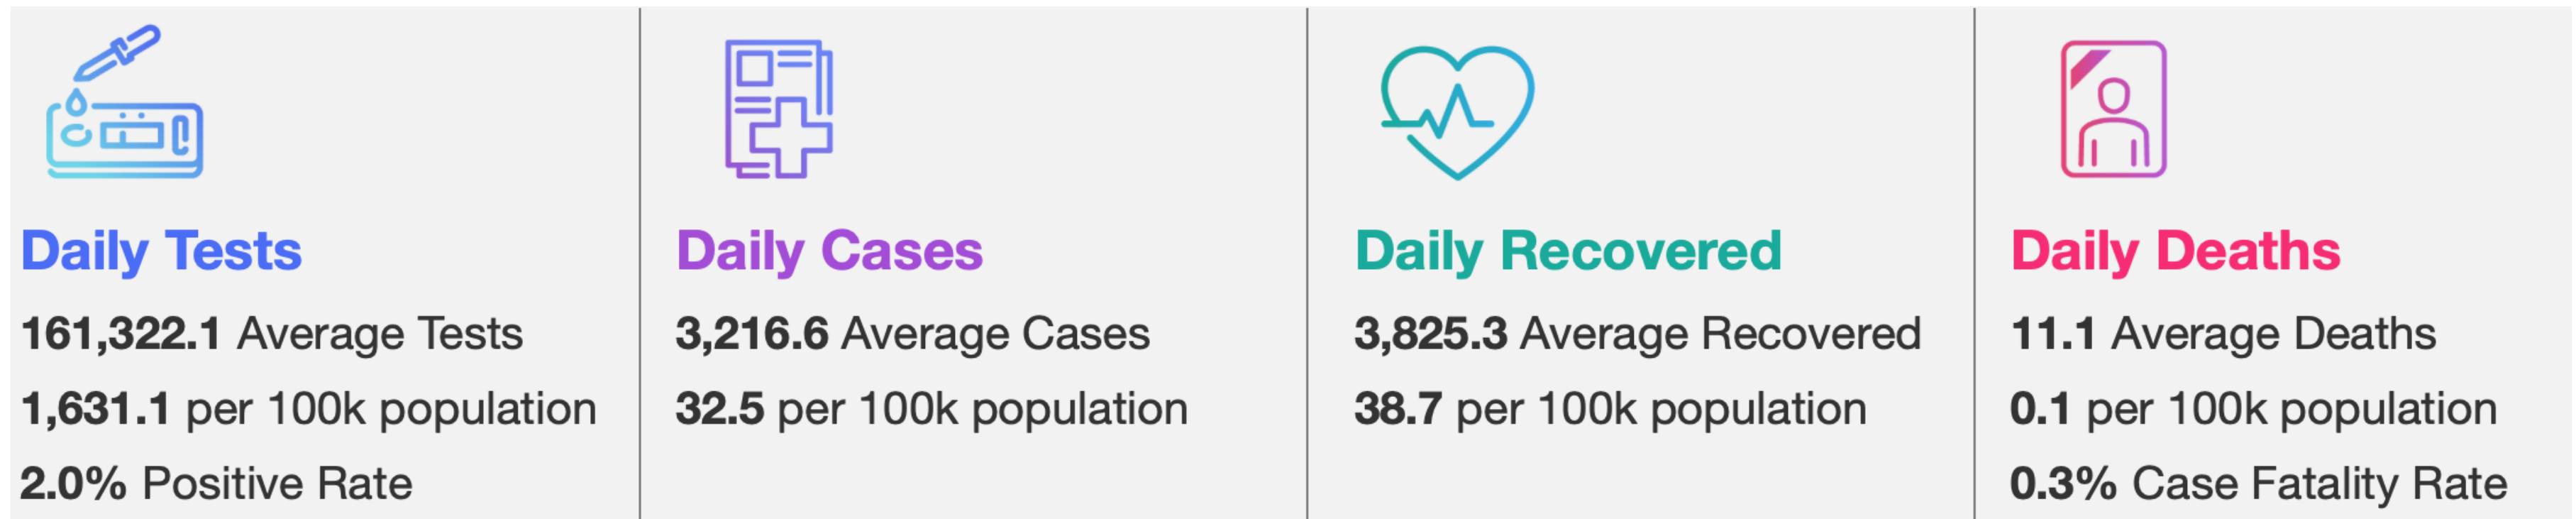 Daily Tests
161,322.1 Average Tests
1,631.1 per 100k population
2.0% Positive Rate
Daily Cases
3,216.6 Average Cases
32.5 per 100k population
Daily Recovered
3,825.3 Average Recovered
38.7 per 100k population
Daily Deaths
11.1 Average Deaths
0.1 per 100k population
0.3% Case Fatality Rate